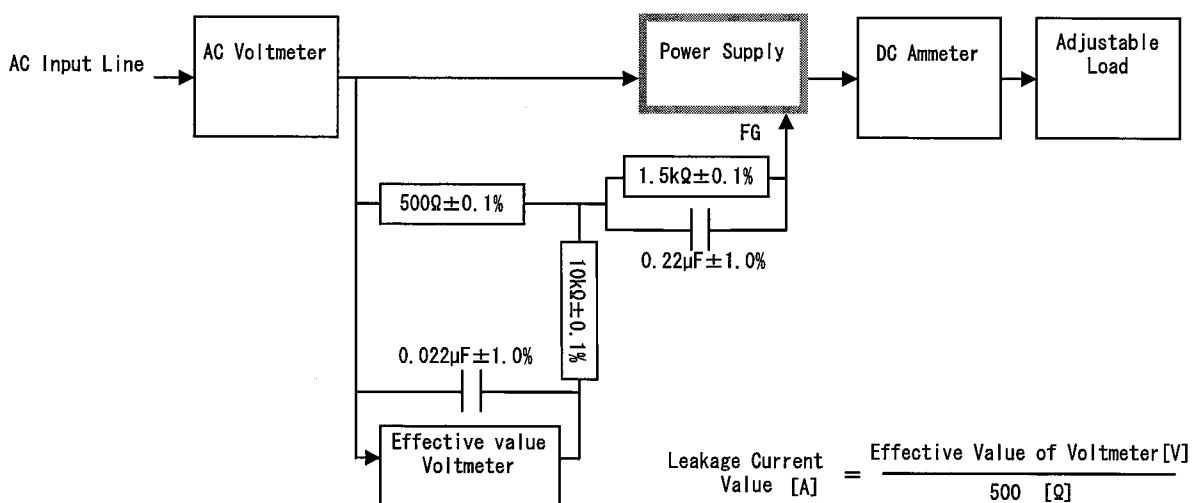 AC Input Line
AC Voltmeter
Power Supply
DC Ammeter
Adjustable
Load
FG
1.5kΩ±0.1%
500Ω±0.1%
0.22μF±1.0%
10kΩ±0.1%
0.022μF±1.0%
Effective value
Voltmeter
Leakage Current
Value [A]
=
Effective Value of Voltmeter[V]
500 [Ω]